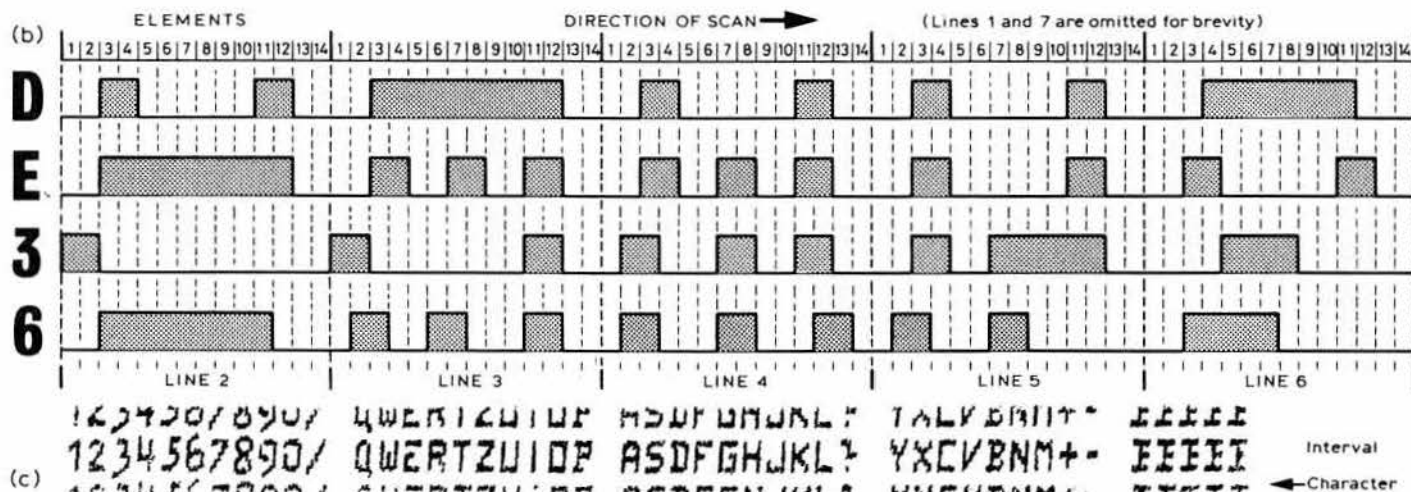 ELEMENTS DIRECTION OF SCAN (Lines 1 and 7 are omitted for brevity)
(b)
1 2 3 4 5 6 7 8 9 10 11 12 13 14 1 2 3 4 5 6 7 8 9 10 11 12 13 14 1 2 3 4 5 6 7 8 9 10 11 12 13 14 1 2 3 4 5 6 7 8 9 10 11 12 13 14 1 2 3 4 5 6 7 8 9 10 11 12 13 14
D
E
3
6
LINE 2 LINE 3 LINE 4 LINE 5 LINE 6
1234567890/ QWERTZUIOP ASDFGHJKL YXCVBNM+- Interval
(c) Character